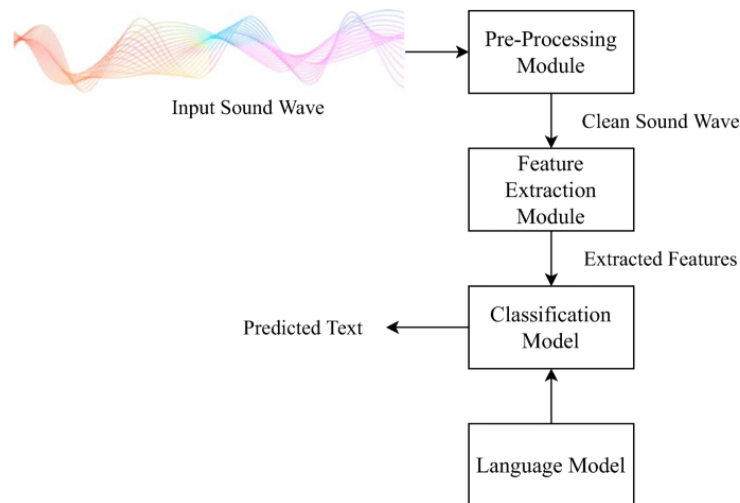 Pre-Processing
Module
Input Sound Wave
Clean Sound Wave
Feature
Extraction
Module
Extracted Features
Classification
Model
Predicted Text
Language Model